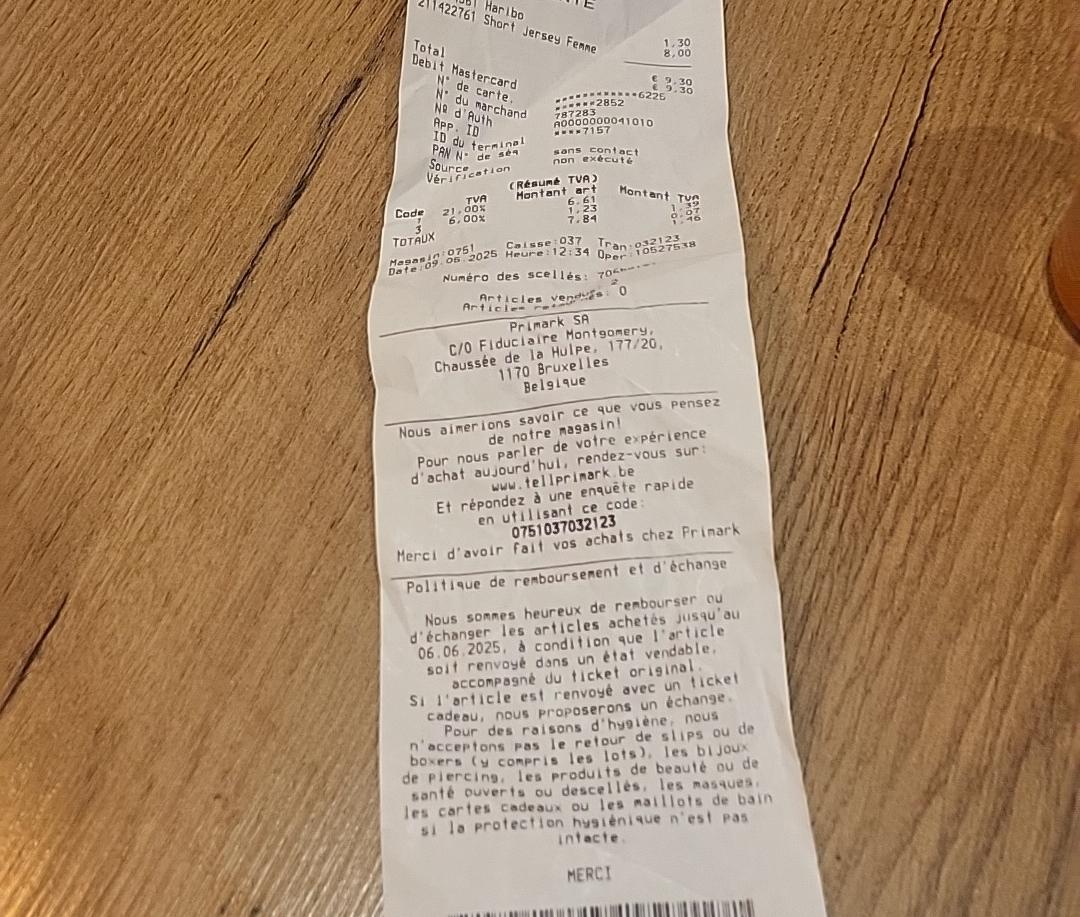 Haribo 1,30
211422761 Short Jersey Femme 8,00
Total € 9,30
Debit Mastercard € 9.30
N° de carte. ************6225
N° du marchand ******2852
Nº d'Auth 787283
App. ID A0000000041010
ID du terminal ****7157
PAN N° de séq
Source sans contact
Vérification non exécuté
(Résumé TVA)
Code TVA Montant art Montant TVA
1 21,00% 6,61 1,39
3 6,00% 1,23 0,07
TOTAUX 7,84 1,46
Magasin:0751 Caisse:037 Tran:032123
Date:09.05.2025 Heure:12:34 Oper:10527538
Numéro des scellés:
Articles vendus: 2
Articles retournés: 0
Primark SA
C/O Fiduciaire Montgomery,
Chaussée de la Hulpe, 177/20,
1170 Bruxelles
Belgique
Nous aimerions savoir ce que vous pensez
de notre magasin!
Pour nous parler de votre expérience
d'achat aujourd'hui, rendez-vous sur:
www.tellprimark.be
Et répondez à une enquête rapide
en utilisant ce code:
0751037032123
Merci d'avoir fait vos achats chez Primark
Politique de remboursement et d'échange
Nous sommes heureux de rembourser ou
d'échanger les articles achetés jusqu'au
06.06.2025, à condition que l'article
soit renvoyé dans un état vendable,
accompagné du ticket original.
Si l'article est renvoyé avec un ticket
cadeau, nous proposerons un échange.
Pour des raisons d'hygiène, nous
n'acceptons pas le retour de slips ou de
boxers (y compris les lots), les bijoux
de piercing, les produits de beauté ou de
santé ouverts ou descellés, les masques,
les cartes cadeaux ou les maillots de bain
si la protection hygiénique n'est pas
intacte.
MERCI